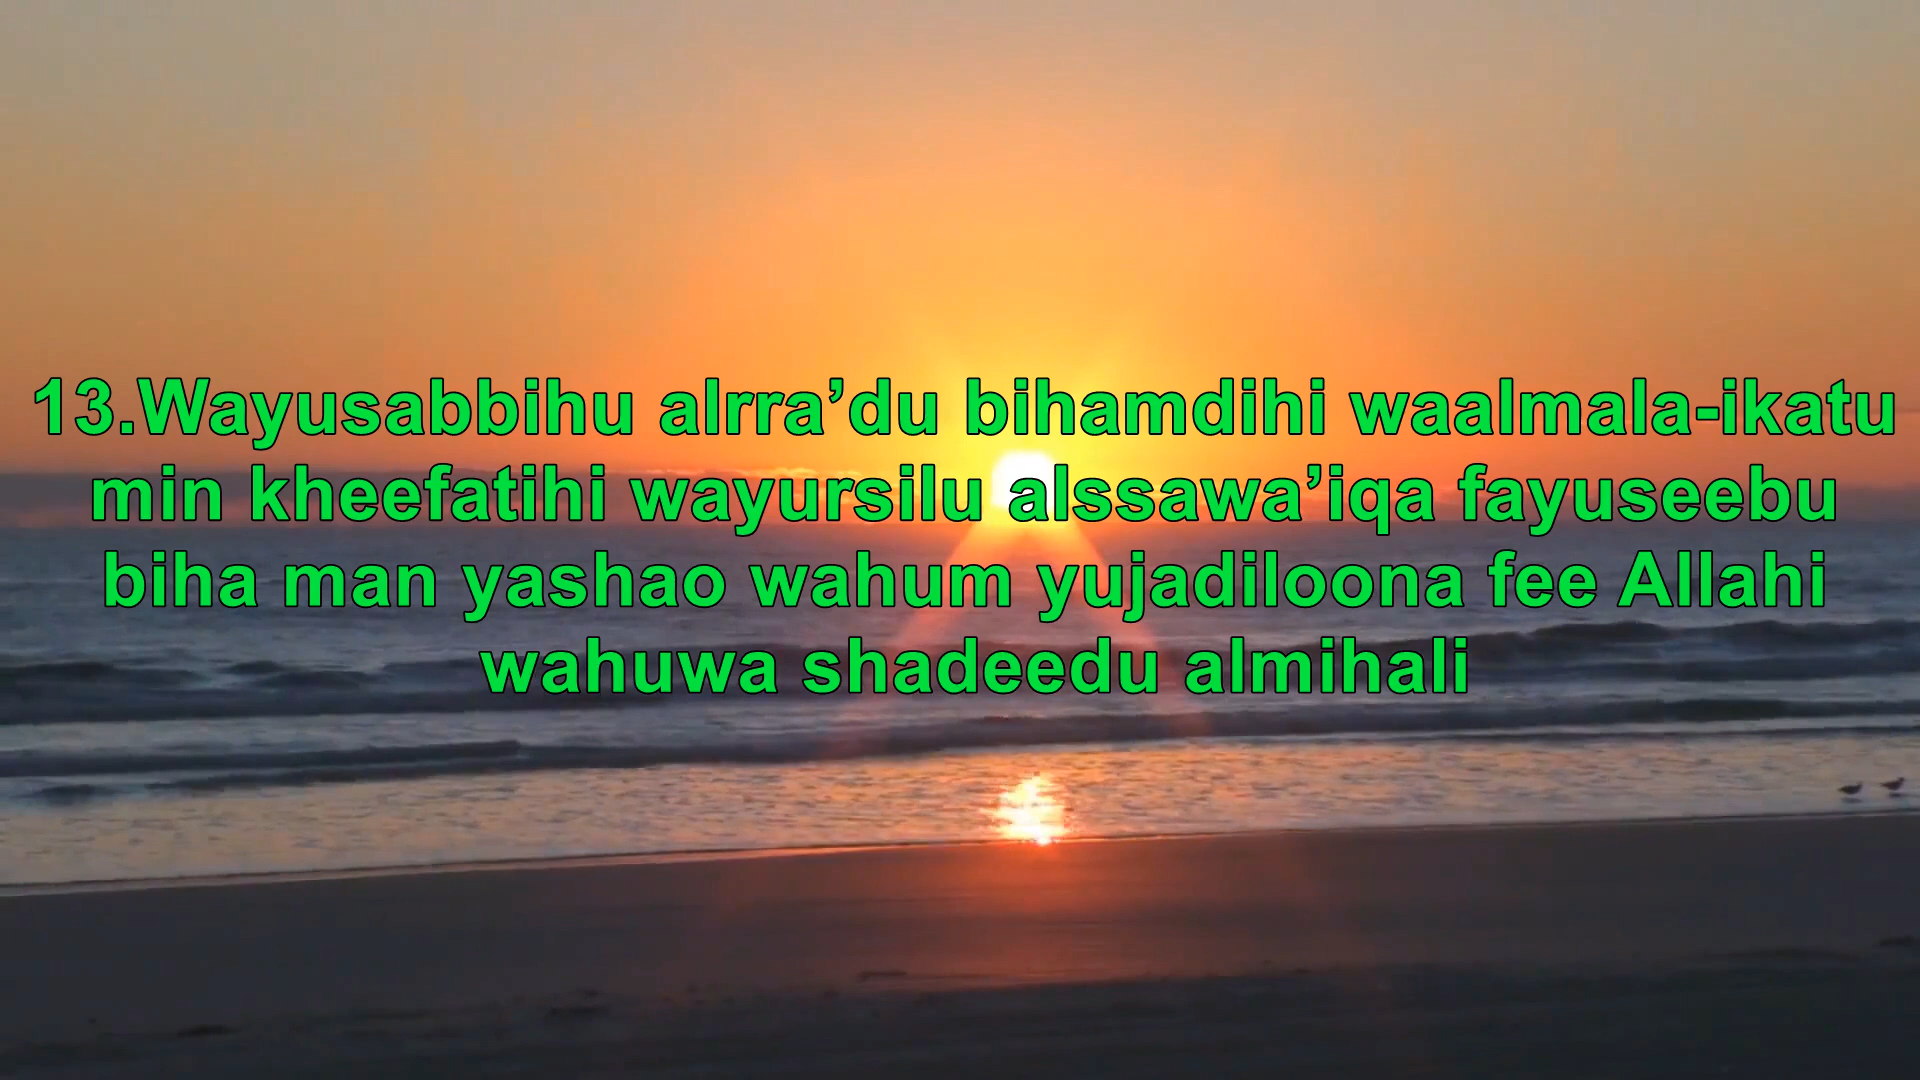 13.Wayusabbihu alrra’du bihamdihi waalmala-ikatu
min kheefatihi wayursilu alssawa’iqa fayuseebu
biha man yashao wahum yujadiloona fee Allahi
wahuwa shadeedu almihali